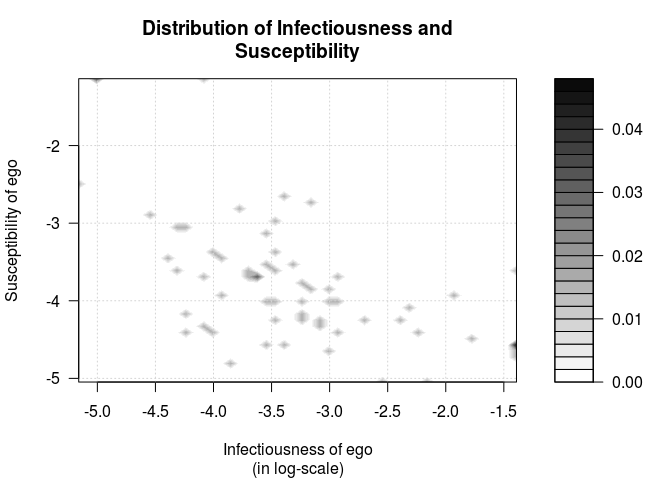 Distribution of Infectiousness and
Susceptibility
Susceptibility of ego
-2
-3
-4
-5
-5.0 -4.5 -4.0 -3.5 -3.0 -2.5 -2.0 -1.5
Infectiousness of ego
(in log-scale)
0.04
0.03
0.02
0.01
0.00